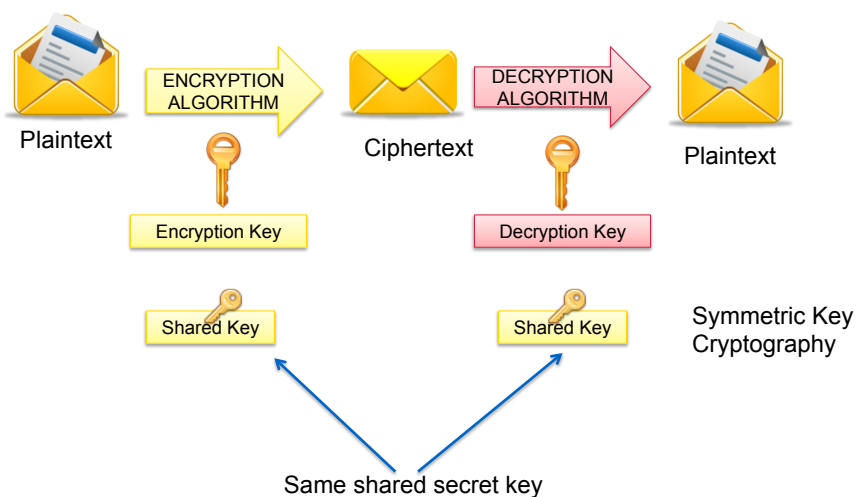 ENCRYPTION
ALGORITHM
DECRYPTION
ALGORITHM
Plaintext
Ciphertext
Plaintext
Encryption Key
Decryption Key
Shared Key
Shared Key
Symmetric Key
Cryptography
Same shared secret key